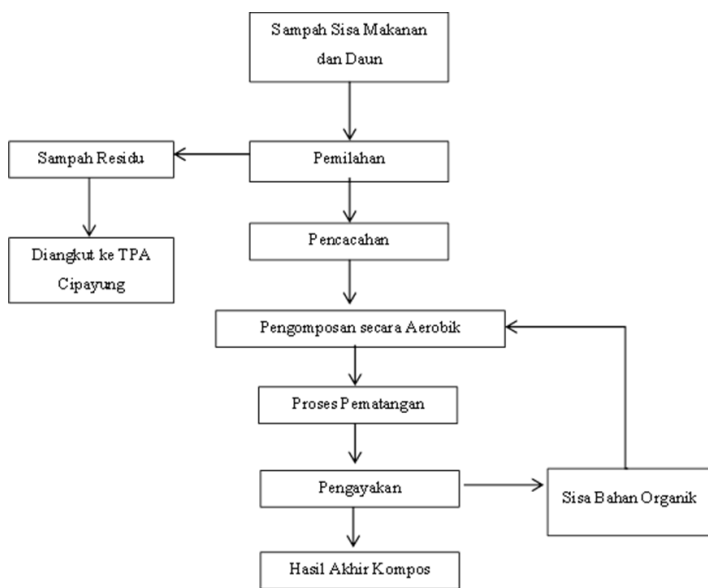 Sampah Sisa Makanan
dan Daun
Sampah Residu
Pemilahan
Diangkut ke TPA
Cipayung
Pencacahan
Pengomposan secara Aerobik
Proses Pematangan
Pengayakan
Sisa Bahan Organik
Hasil Akhir Kompos